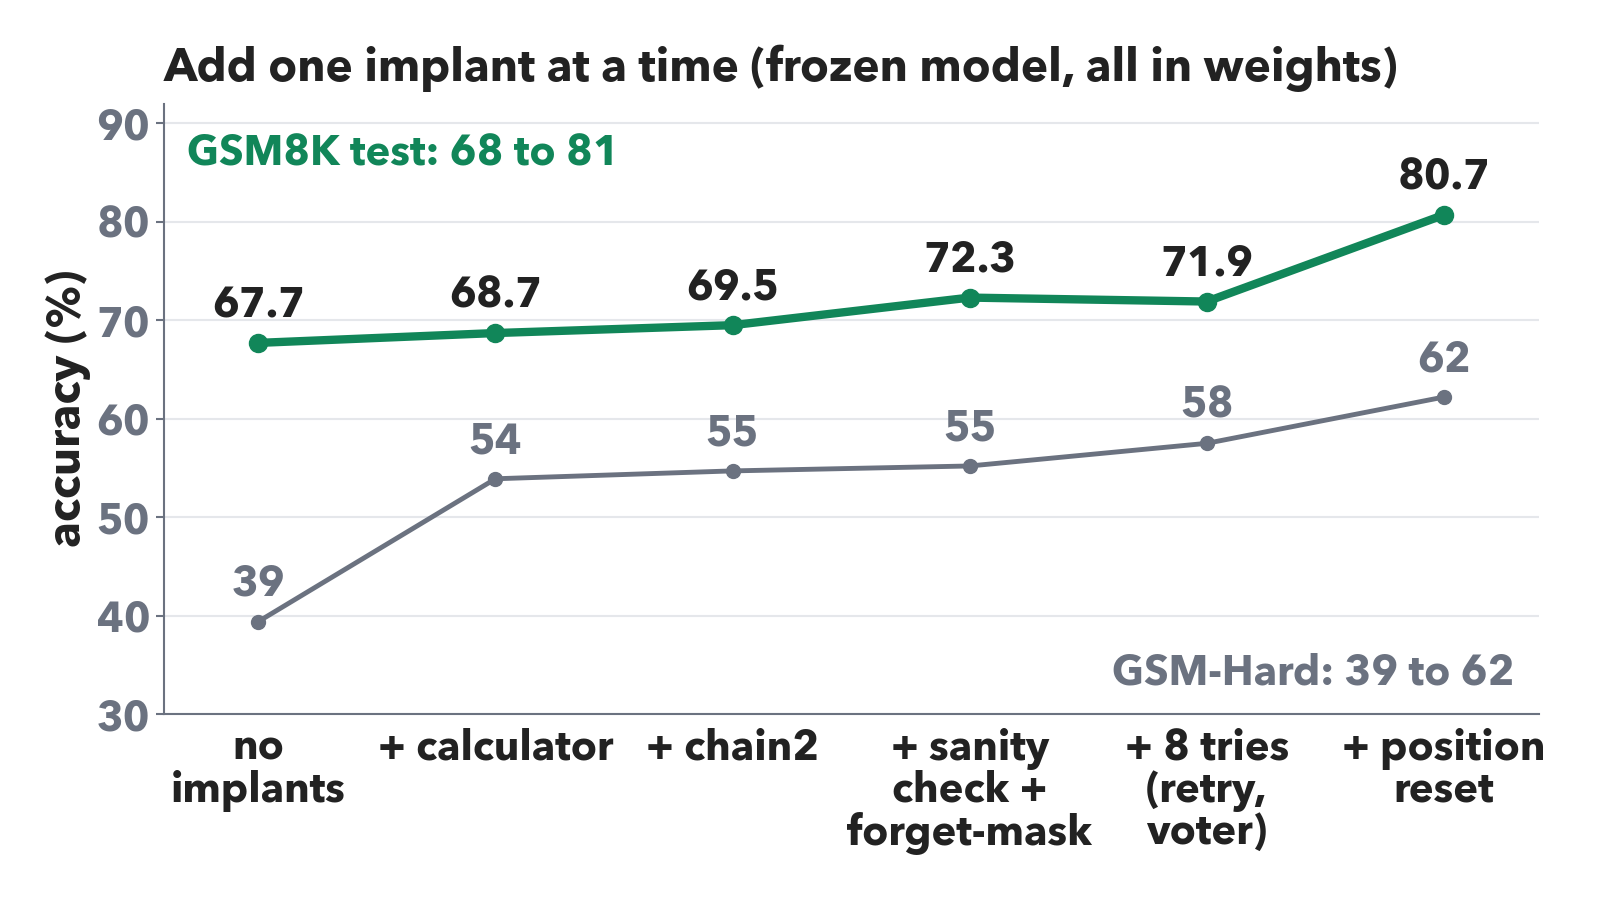 Add one implant at a time (frozen model, all in weights)
GSM8K test: 68 to 81
accuracy (%)
90
80
70
60
50
40
30
67.7
68.7
69.5
72.3
71.9
80.7
39
54
55
55
58
62
GSM-Hard: 39 to 62
no
implants
+ calculator
+ chain2
+ sanity
check +
forget-mask
+ 8 tries
(retry,
voter)
+ position
reset